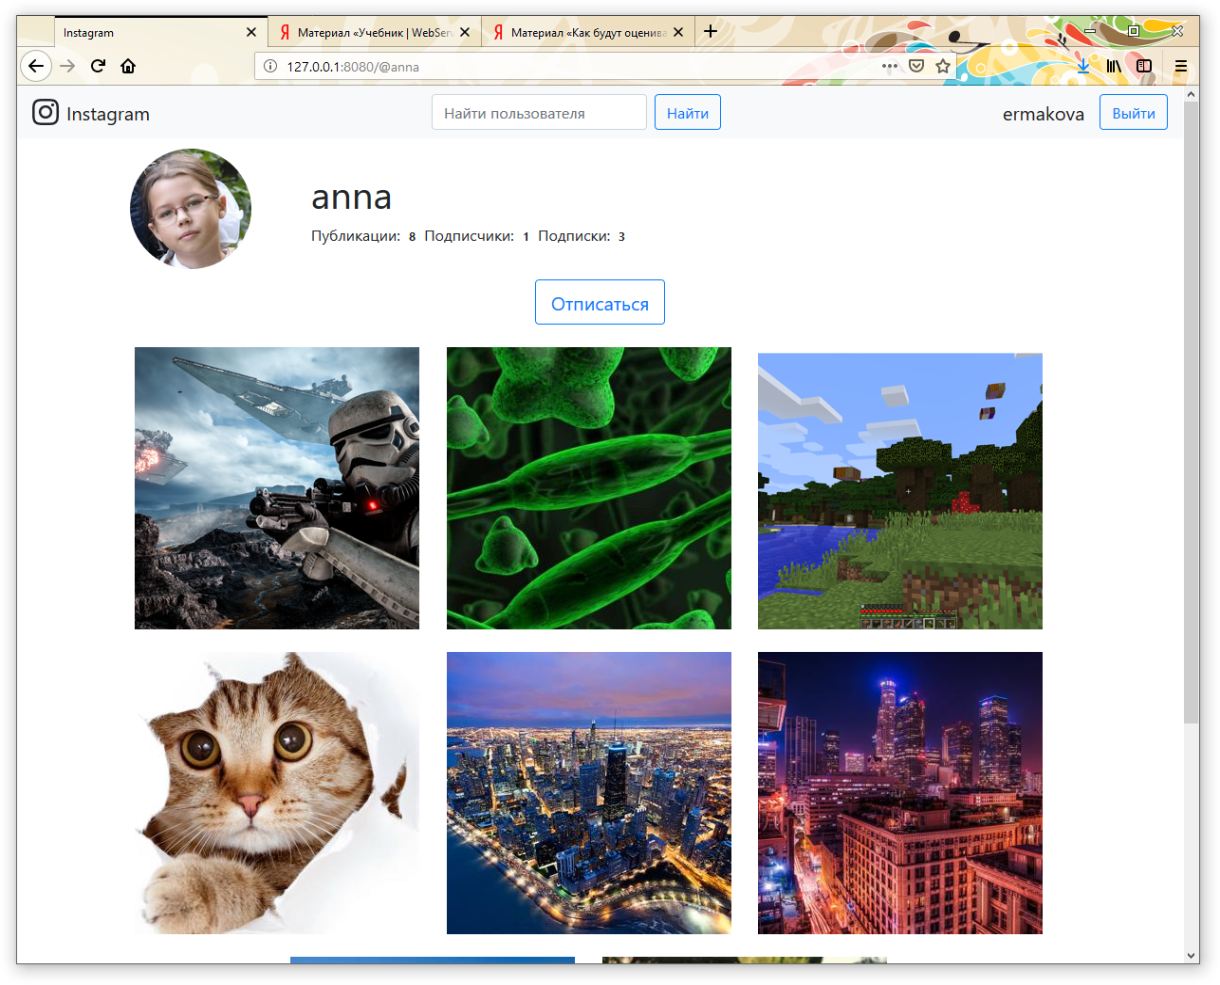 Instagram
Материал «Учебник | WebSer
Материал «Как будут оценива
127.0.0.1:8080/@anna
Instagram
Найти пользователя
Найти
ermakova
Выйти
anna
Публикации: 8 Подписчики: 1 Подписки: 3
Отписаться